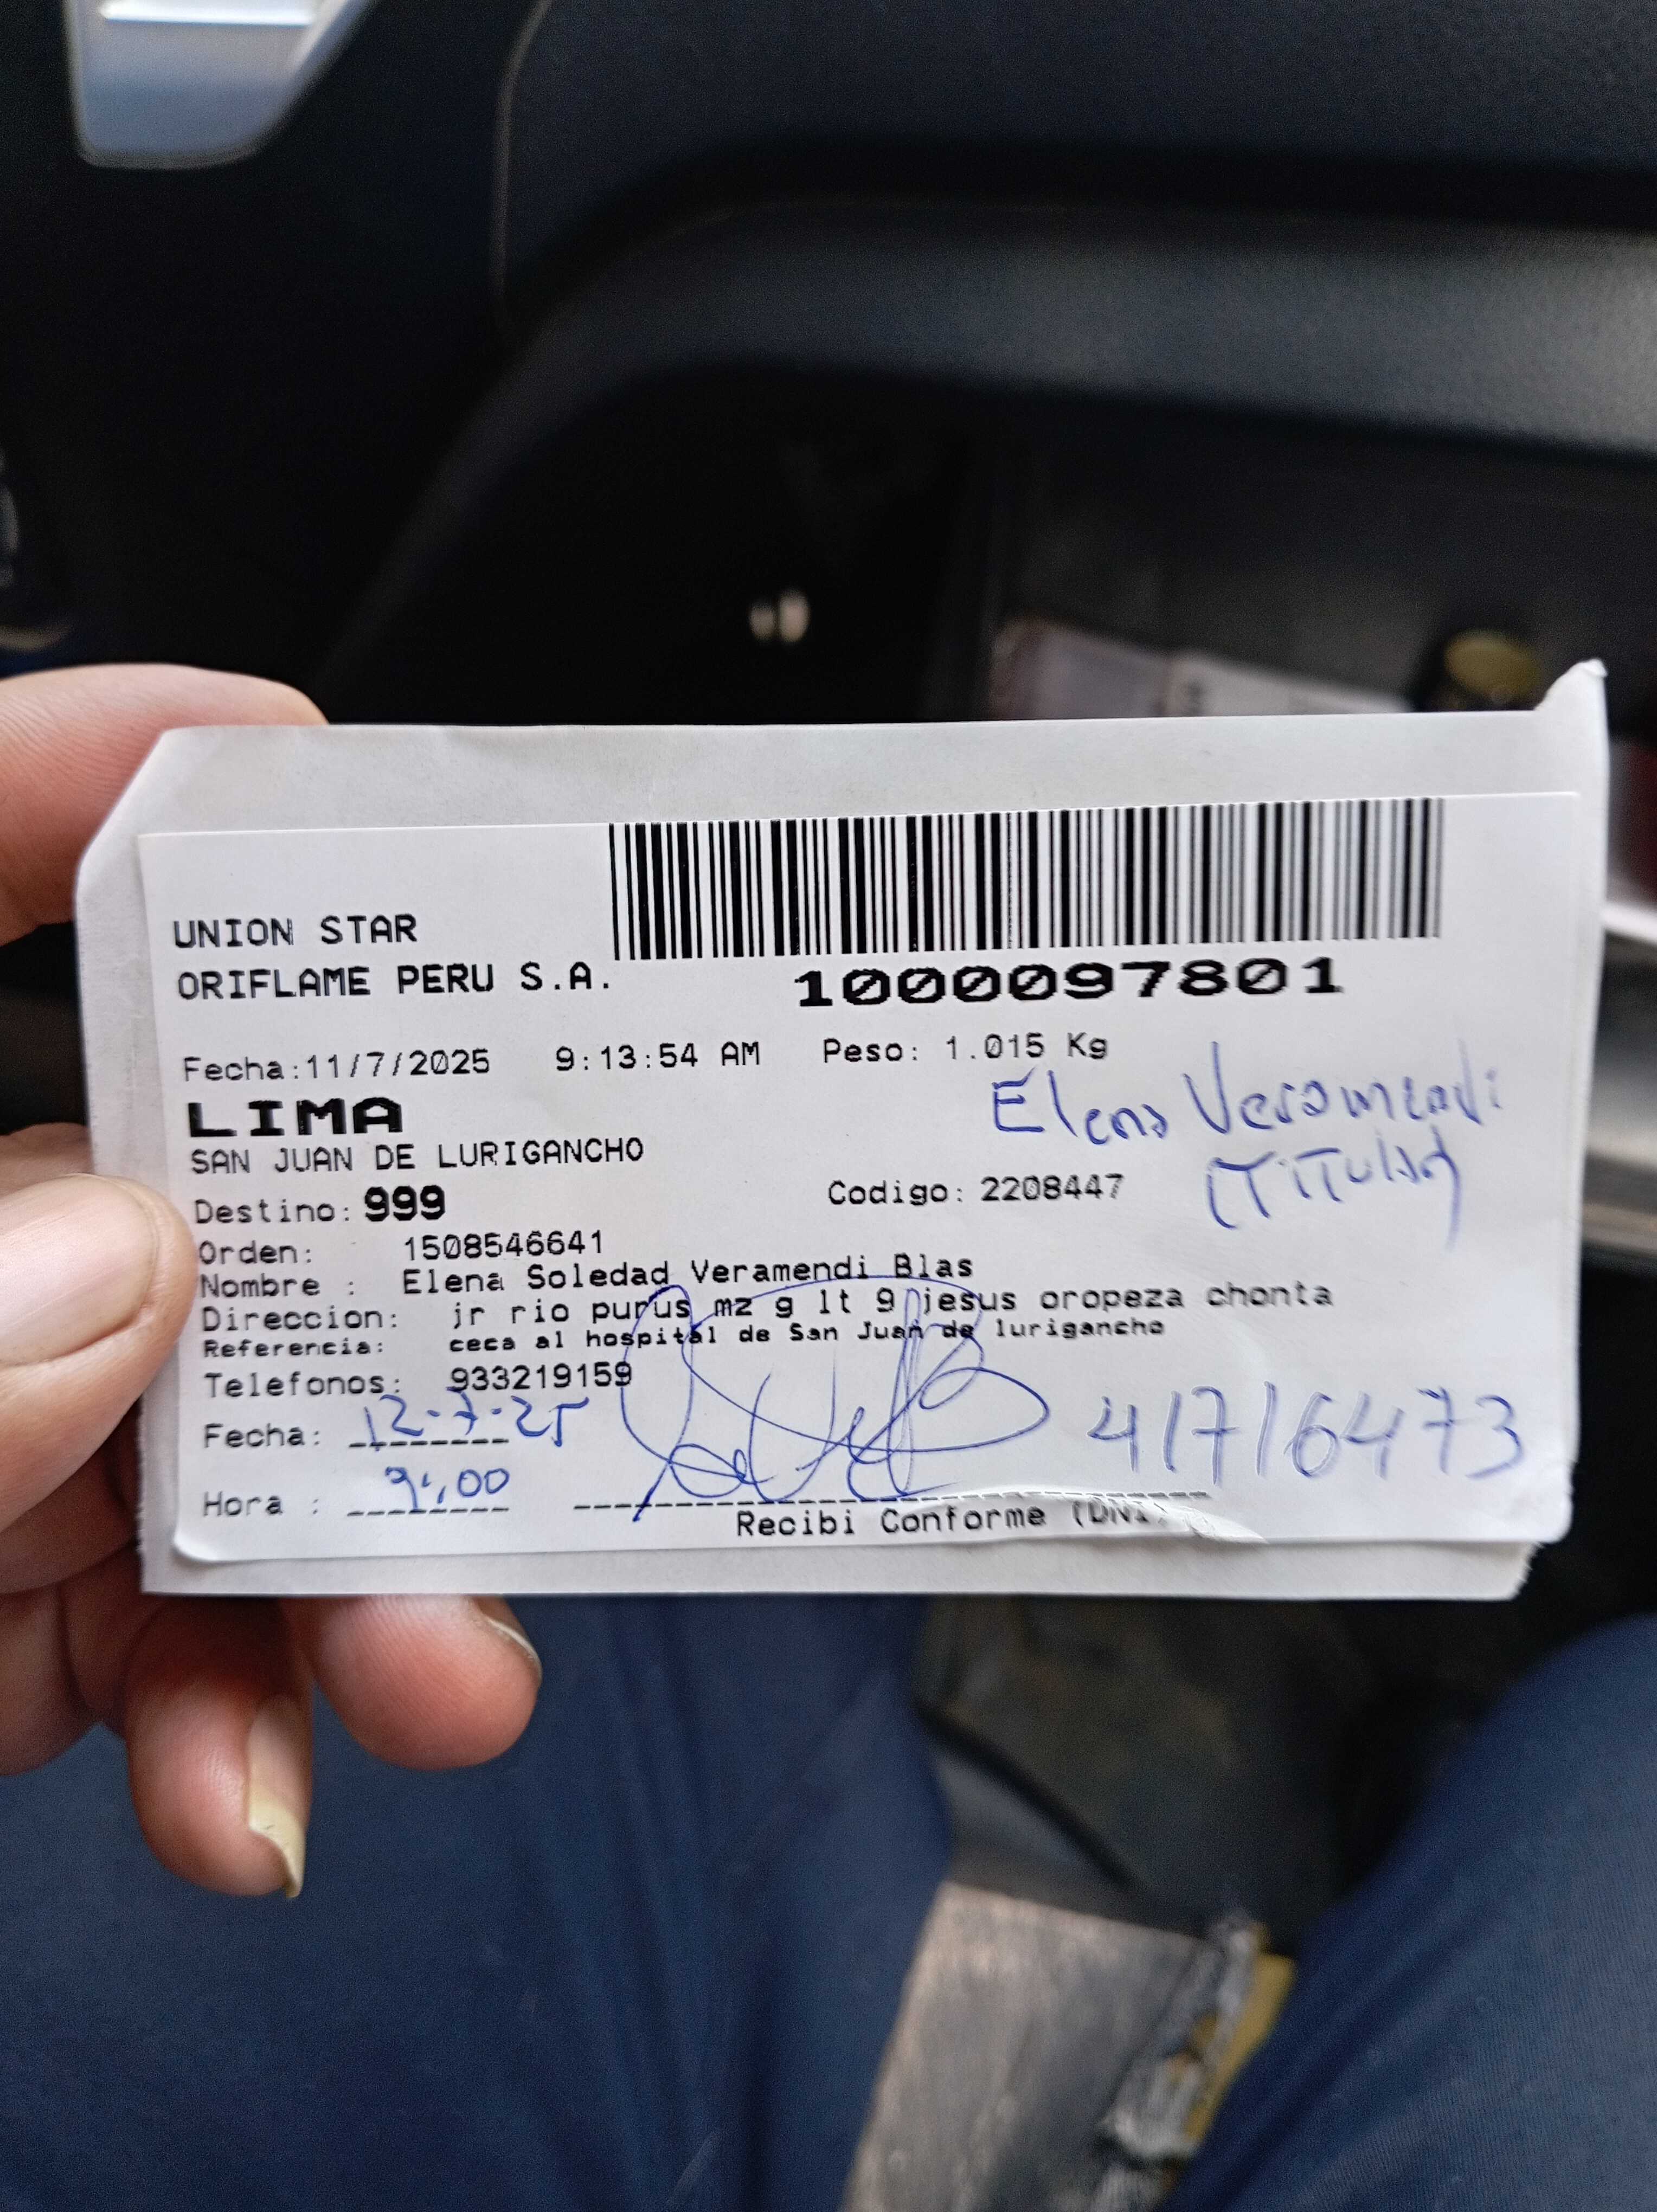 UNION STAR
ORIFLAME PERU S.A.
1000097801
Fecha:11/7/2025 9:13:54 AM Peso: 1.015 Kg
LIMA
Elena Veramendi
SAN JUAN DE LURIGANCHO
(TiTulAr)
Destino: 999 Codigo: 2208447
Orden: 1508546641
Nombre : Elena Soledad Veramendi Blas
Direccion: jr rio purus mz g lt 9 jesus oropeza chonta
Referencia: ceca al hospital de San Juan de lurigancho
Telefonos: 933219159
Fecha: 12-7-25 41716473
Hora : 9:00
Recibi Conforme (DNI)